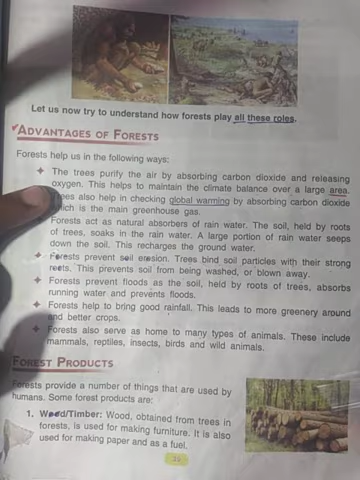 Let us now try to understand how forests play all these roles.
ADVANTAGES OF FORESTS
Forests help us in the following ways:
The trees purify the air by absorbing carbon dioxide and releasing
oxygen. This helps to maintain the climate balance over a large area.
also help in checking global warming by absorbing carbon dioxide
which is the main greenhouse gas.
Forests act as natural absorbers of rain water. The soil, held by roots
of trees, soaks in the rain water. A large portion of rain water seeps
down the soil. This recharges the ground water.
Forests prevent soil erosion. Trees bind soil particles with their strong
roots. This prevents soil from being washed, or blown away.
Forests prevent floods as the soil, held by roots of trees, absorbs
running water and prevents floods.
Forests help to bring good rainfall. This leads to more greenery around
and better crops.
Forests also serve as home to many types of animals. These include
mammals, reptiles, insects, birds and wild animals.
FOREST PRODUCTS
Forests provide a number of things that are used by
humans. Some forest products are:
1. Wood/Timber: Wood, obtained from trees in
forests, is used for making furniture. It is also
used for making paper and as a fuel.